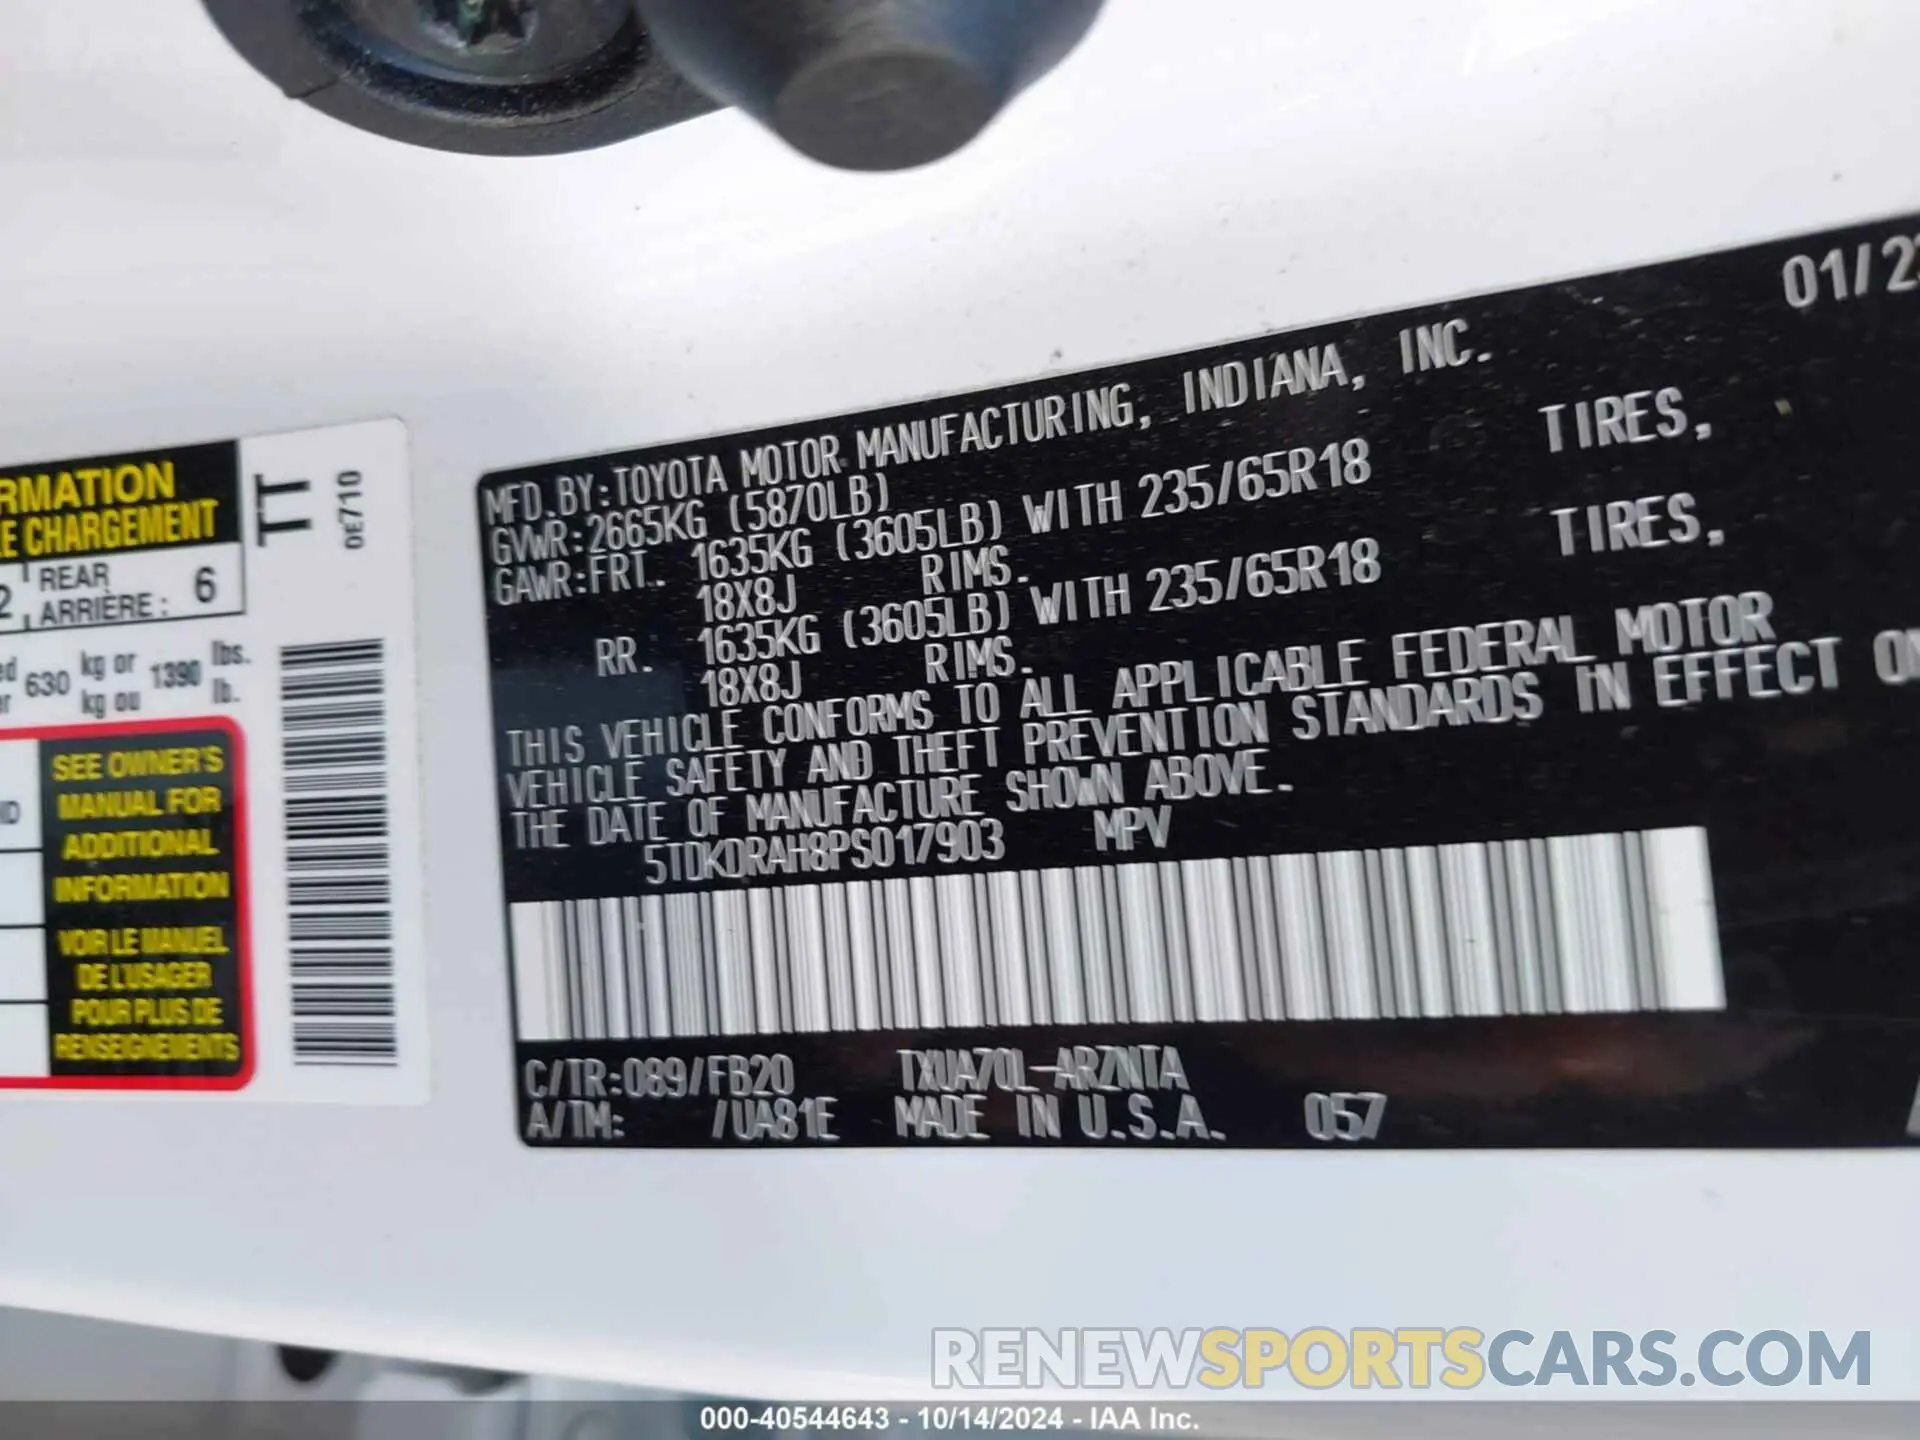 RMATION
E CHARGEMENT
2 REAR
ARRIÈRE : 6
ed 630 kg or 1390 lbs.
er kg ou lb.
SEE OWNER'S
MANUAL FOR
ADDITIONAL
INFORMATION
VOIR LE MANUEL
DE L'USAGER
POUR PLUS DE
RENSEIGNEMENTS
TT
0E710
01/2
MFD.BY:TOYOTA MOTOR MANUFACTURING, INDIANA, INC.
GVWR:2665KG (5870LB)
GAWR:FRT. 1635KG (3605LB) WITH 235/65R18 TIRES,
18X8J RIMS.
RR. 1635KG (3605LB) WITH 235/65R18 TIRES,
18X8J RIMS.
THIS VEHICLE CONFORMS TO ALL APPLICABLE FEDERAL MOTOR
VEHICLE SAFETY AND THEFT PREVENTION STANDARDS IN EFFECT ON
THE DATE OF MANUFACTURE SHOWN ABOVE.
5TDKDRAH8PS017903 MPV
C/TR:089/FB20 TXUA70L-ARZNTA
A/TM: /UA81E MADE IN U.S.A. 057
RENEWSPORTSCARS.COM
000-40544643 - 10/14/2024 - IAA Inc.